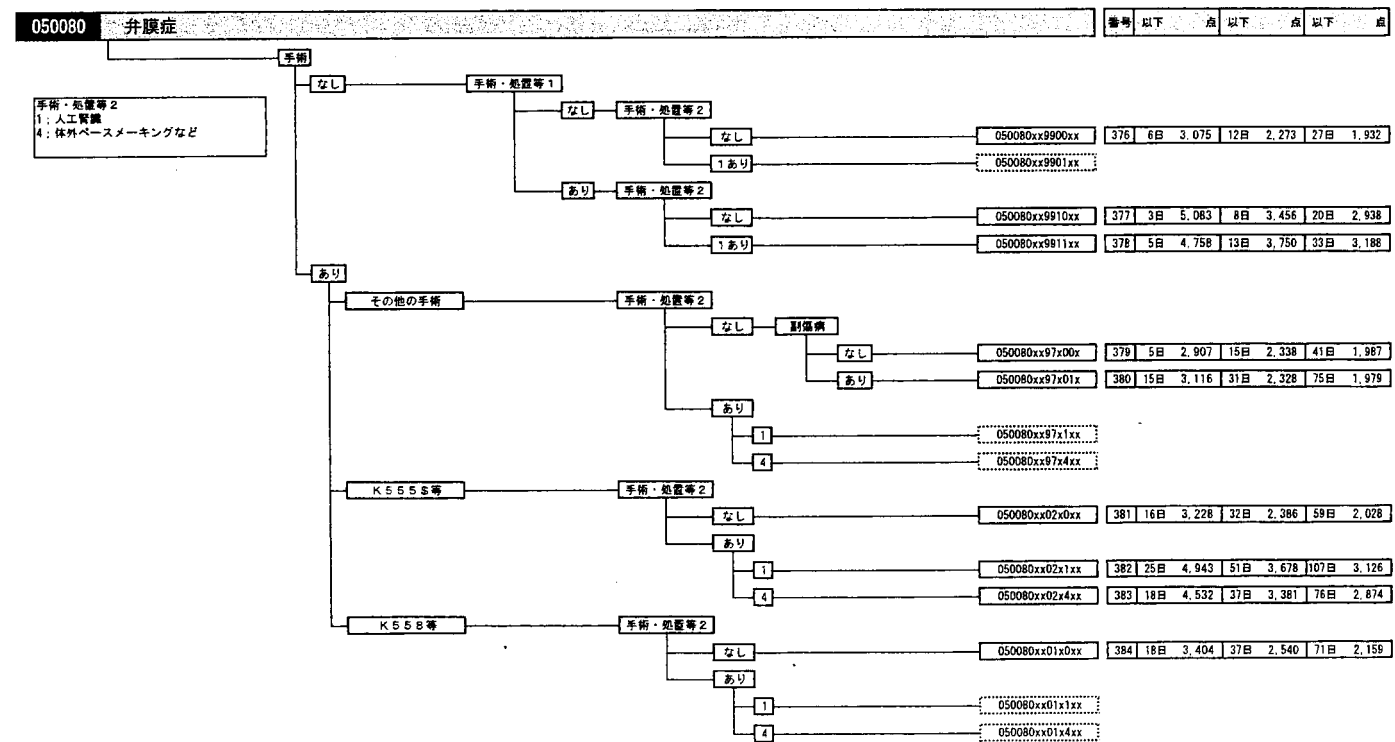 050080 弁膜症 番号 以下 点 以下 点 以下 点
手術
なし 手術・処置等1
手術・処置等2
1；人工腎臓
4；体外ペースメーキングなど
なし 手術・処置等2
なし 050080xx9900xx 376 6日 3,075 12日 2,273 27日 1,932
1あり 050080xx9901xx
あり 手術・処置等2
なし 050080xx9910xx 377 3日 5,083 8日 3,456 20日 2,938
1あり 050080xx9911xx 378 5日 4,758 13日 3,750 33日 3,188
あり
その他の手術 手術・処置等2
なし 副傷病
なし 050080xx97x00x 379 5日 2,907 15日 2,338 41日 1,987
あり 050080xx97x01x 380 15日 3,116 31日 2,328 75日 1,979
あり
1 050080xx97x1xx
4 050080xx97x4xx
K555$等 手術・処置等2
なし 050080xx02x0xx 381 16日 3,228 32日 2,386 59日 2,028
あり
1 050080xx02x1xx 382 25日 4,943 51日 3,678 107日 3,126
4 050080xx02x4xx 383 18日 4,532 37日 3,381 76日 2,874
K558等 手術・処置等2
なし 050080xx01x0xx 384 18日 3,404 37日 2,540 71日 2,159
あり
1 050080xx01x1xx
4 050080xx01x4xx